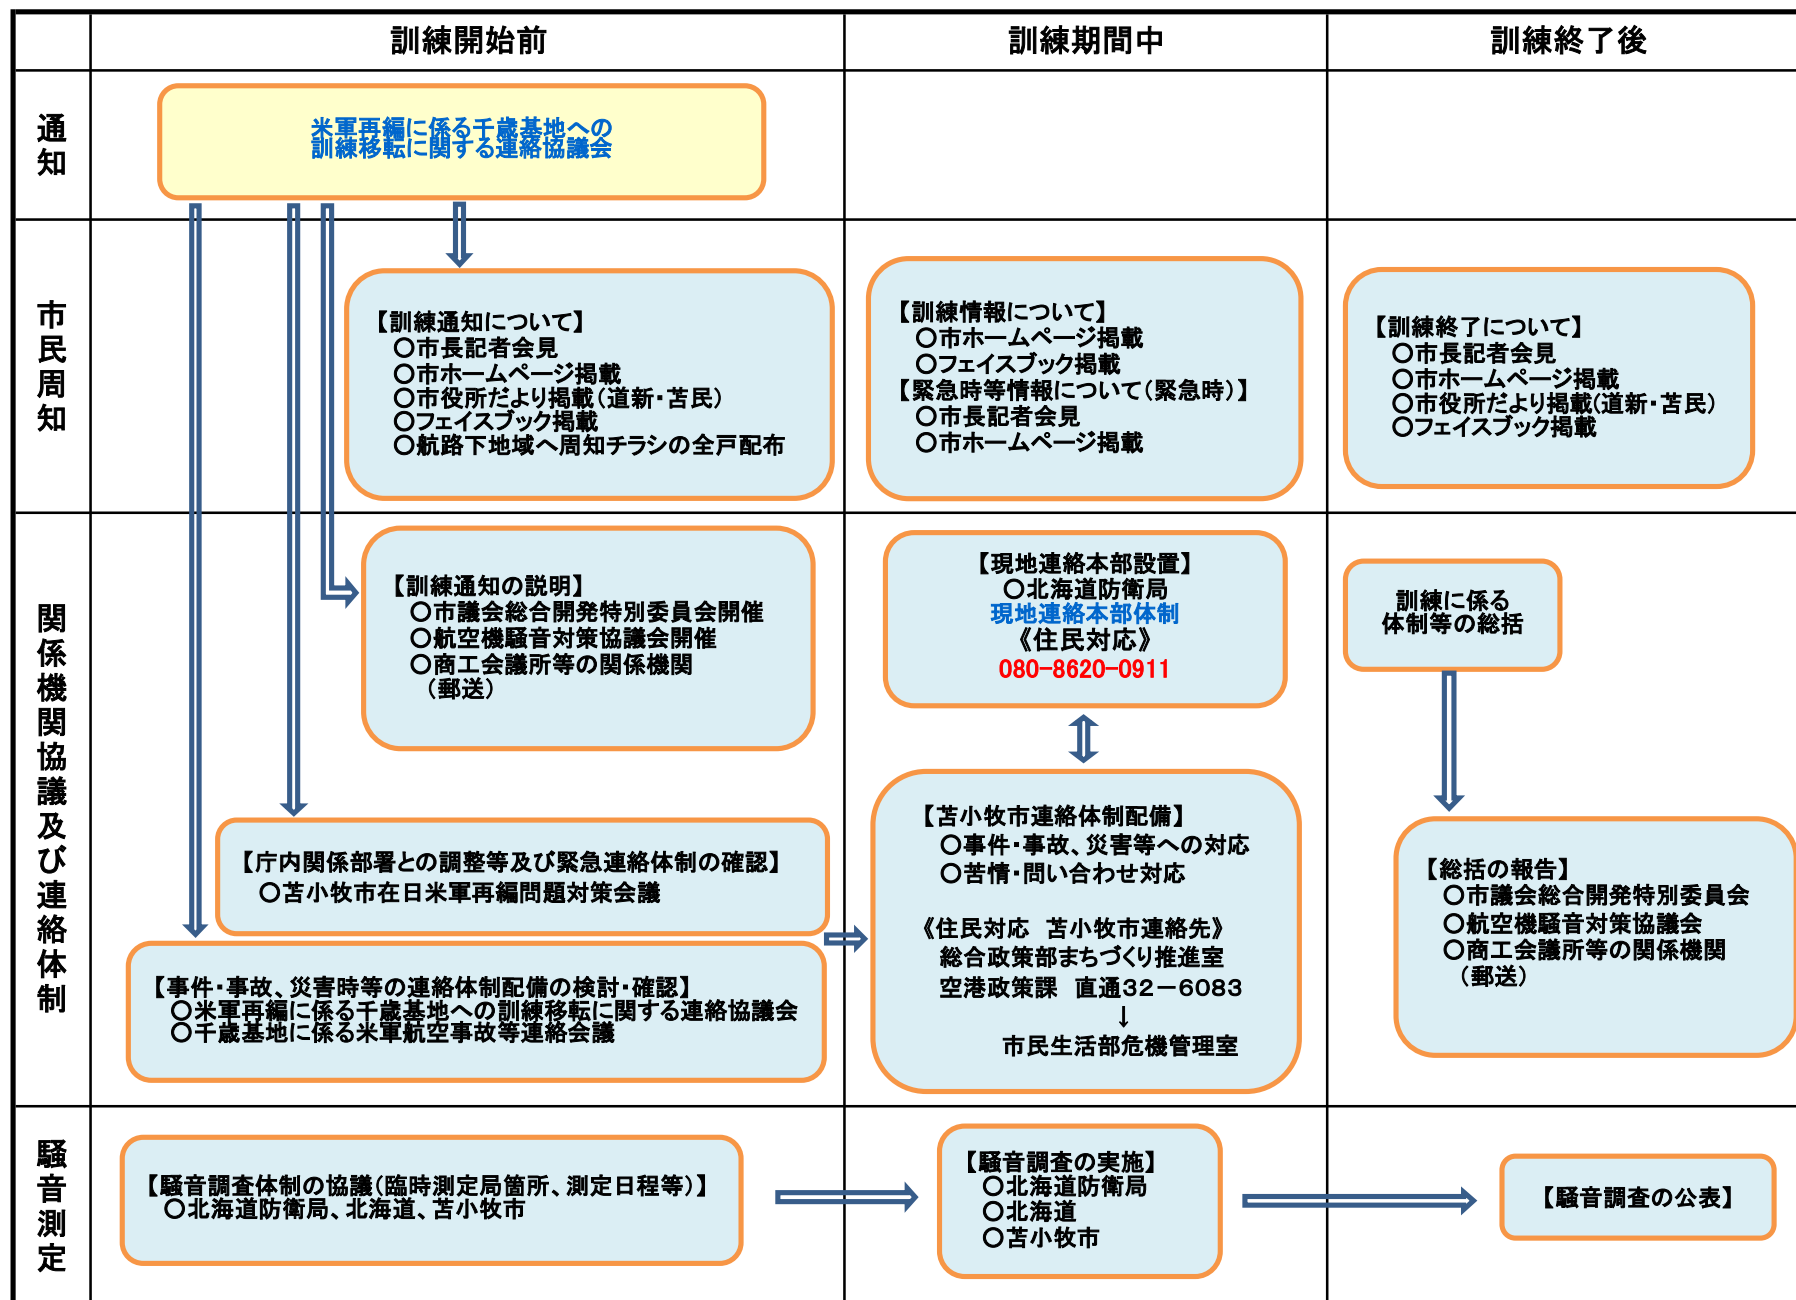 訓練開始前
訓練期間中
訓練終了後
通知
米軍再編に係る千歳基地への
訓練移転に関する連絡協議会
市民周知
【訓練通知について】
○市長記者会見
○市ホームページ掲載
○市役所だより掲載(道新・苫民)
○フェイスブック掲載
○航路下地域へ周知チラシの全戸配布
【訓練情報について】
○市ホームページ掲載
○フェイスブック掲載
【緊急時等情報について(緊急時)】
○市長記者会見
○市ホームページ掲載
【訓練終了について】
○市長記者会見
○市ホームページ掲載
○市役所だより掲載(道新・苫民)
○フェイスブック掲載
関係機関協議及び連絡体制
【訓練通知の説明】
○市議会総合開発特別委員会開催
○航空機騒音対策協議会開催
○商工会議所等の関係機関
(郵送)
【庁内関係部署との調整等及び緊急連絡体制の確認】
○苫小牧市在日米軍再編問題対策会議
【事件・事故、災害時等の連絡体制配備の検討・確認】
○米軍再編に係る千歳基地への訓練移転に関する連絡協議会
○千歳基地に係る米軍航空事故等連絡会議
【現地連絡本部設置】
○北海道防衛局
現地連絡本部体制
《住民対応》
080-8620-0911
【苫小牧市連絡体制配備】
○事件・事故、災害等への対応
○苦情・問い合わせ対応
《住民対応 苫小牧市連絡先》
総合政策部まちづくり推進室
空港政策課 直通32-6083
↓
市民生活部危機管理室
訓練に係る
体制等の総括
【総括の報告】
○市議会総合開発特別委員会
○航空機騒音対策協議会
○商工会議所等の関係機関
(郵送)
騒音測定
【騒音調査体制の協議(臨時測定局箇所、測定日程等)】
○北海道防衛局、北海道、苫小牧市
【騒音調査の実施】
○北海道防衛局
○北海道
○苫小牧市
【騒音調査の公表】